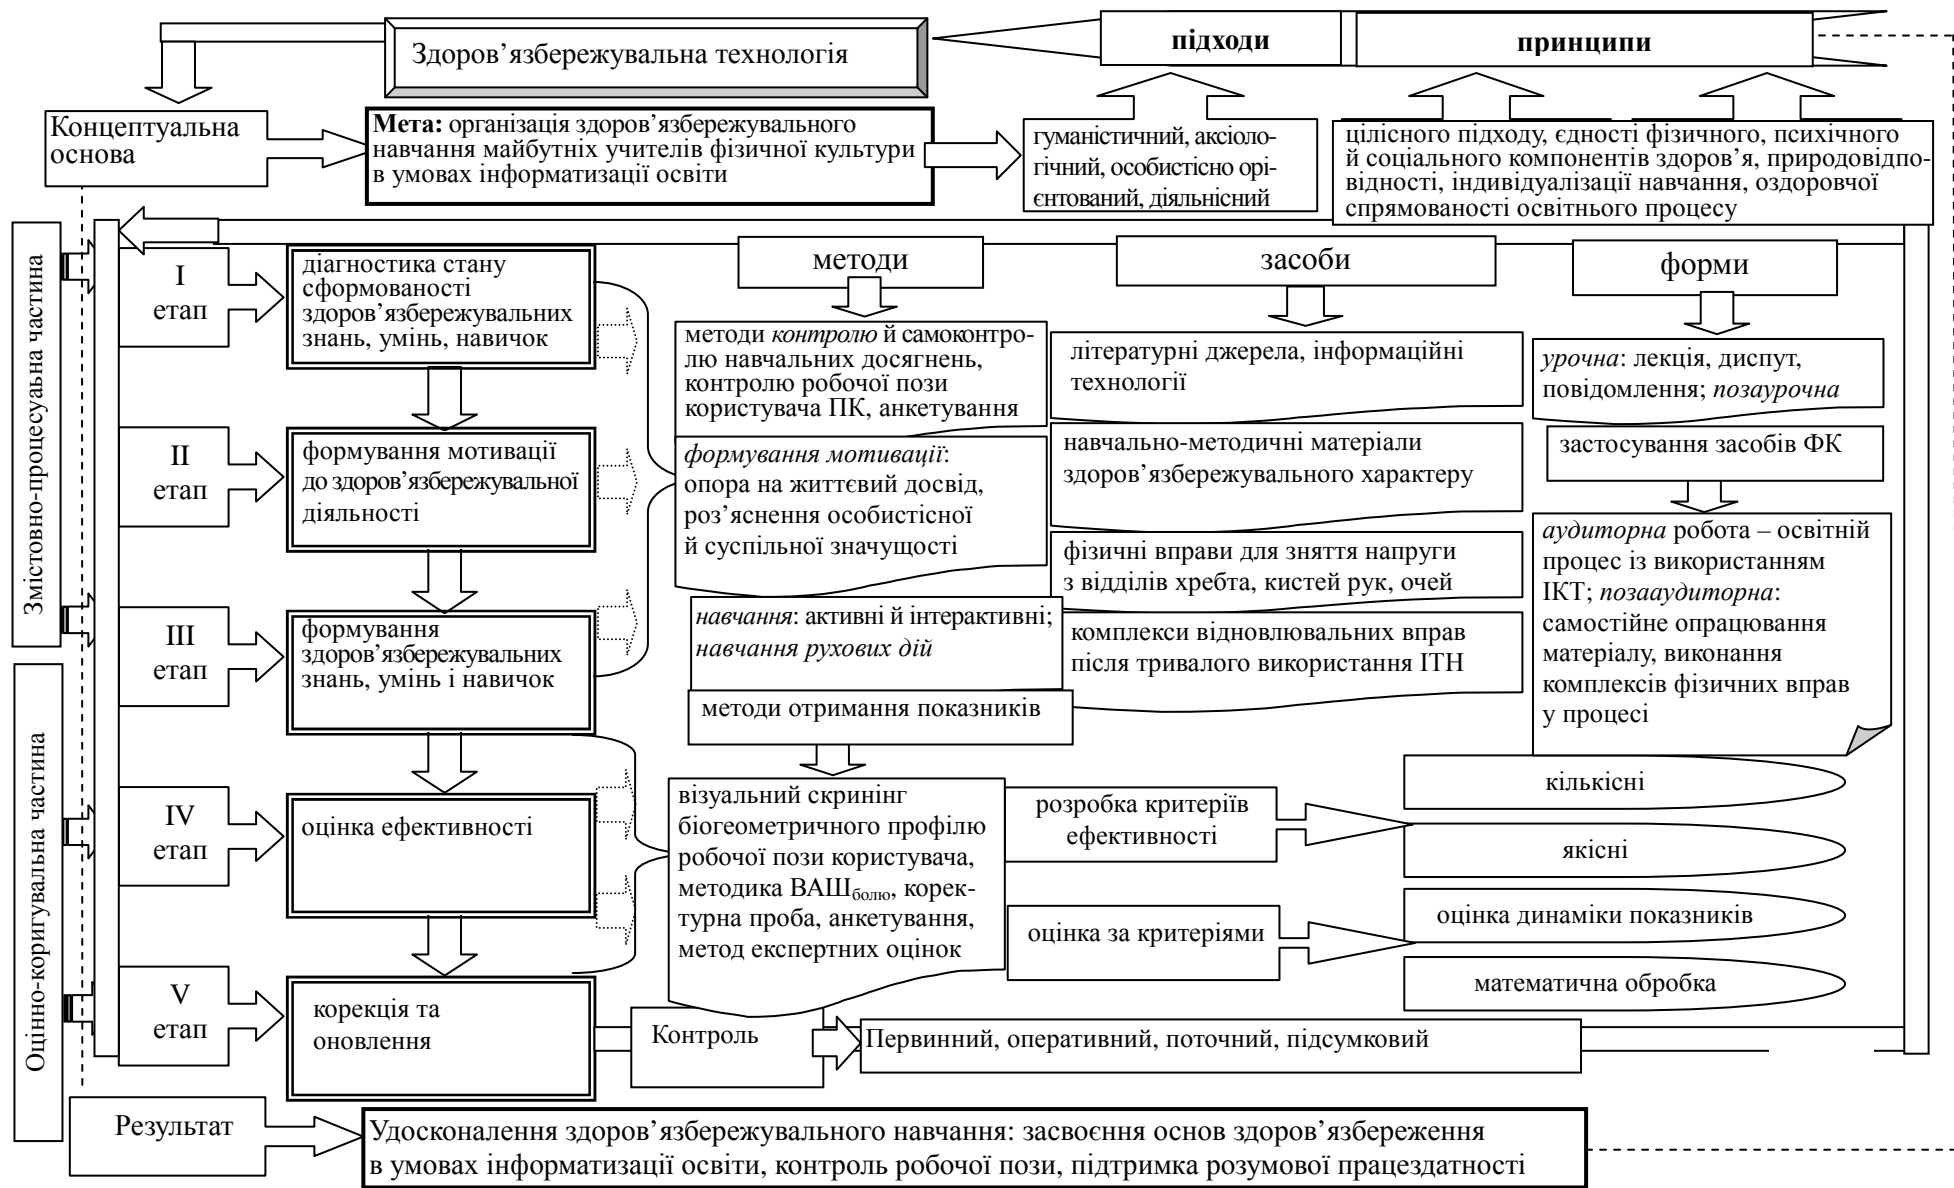 Здоров’язбережувальна технологія
підходи
принципи
Концептуальна
основа
Мета: організація здоров’язбережувального
навчання майбутніх учителів фізичної культури
в умовах інформатизації освіти
гуманістичний, аксіоло-
гічний, особистісно орі-
єнтований, діяльнісний
цілісного підходу, єдності фізичного, психічного
й соціального компонентів здоров’я, природовідпо-
відності, індивідуалізації навчання, оздоровчої
спрямованості освітнього процесу
Змістовно-процесуаьна частина
Оцінно-коригувальна частина
I
етап
діагностика стану
сформованості
здоров’язбережувальних
знань, умінь, навичок
II
етап
формування мотивації
до здоров’язбережувальної
діяльності
III
етап
формування
здоров’язбережувальних
знань, умінь і навичок
IV
етап
оцінка ефективності
V
етап
корекція та
оновлення
методи
методи контролю й самоконтро-
лю навчальних досягнень,
контролю робочої пози
користувача ПК, анкетування
формування мотивації:
опора на життєвий досвід,
роз’яснення особистісної
й суспільної значущості
навчання: активні й інтерактивні;
навчання рухових дій
методи отримання показників
візуальний скринінг
біогеометричного профілю
робочої пози користувача,
методика ВАШболю, корек-
турна проба, анкетування,
метод експертних оцінок
засоби
літературні джерела, інформаційні
технології
навчально-методичні матеріали
здоров’язбережувального характеру
фізичні вправи для зняття напруги
з відділів хребта, кистей рук, очей
комплекси відновлювальних вправ
після тривалого використання ІТН
форми
урочна: лекція, диспут,
повідомлення; позаурочна
застосування засобів ФК
аудиторна робота – освітній
процес із використанням
ІКТ; позааудиторна:
самостійне опрацювання
матеріалу, виконання
комплексів фізичних вправ
у процесі
розробка критеріїв
ефективності
кількісні
якісні
оцінка за критеріями
оцінка динаміки показників
математична обробка
Контроль
Первинний, оперативний, поточний, підсумковий
Результат
Удосконалення здоров’язбережувального навчання: засвоєння основ здоров’язбереження
в умовах інформатизації освіти, контроль робочої пози, підтримка розумової працездатності